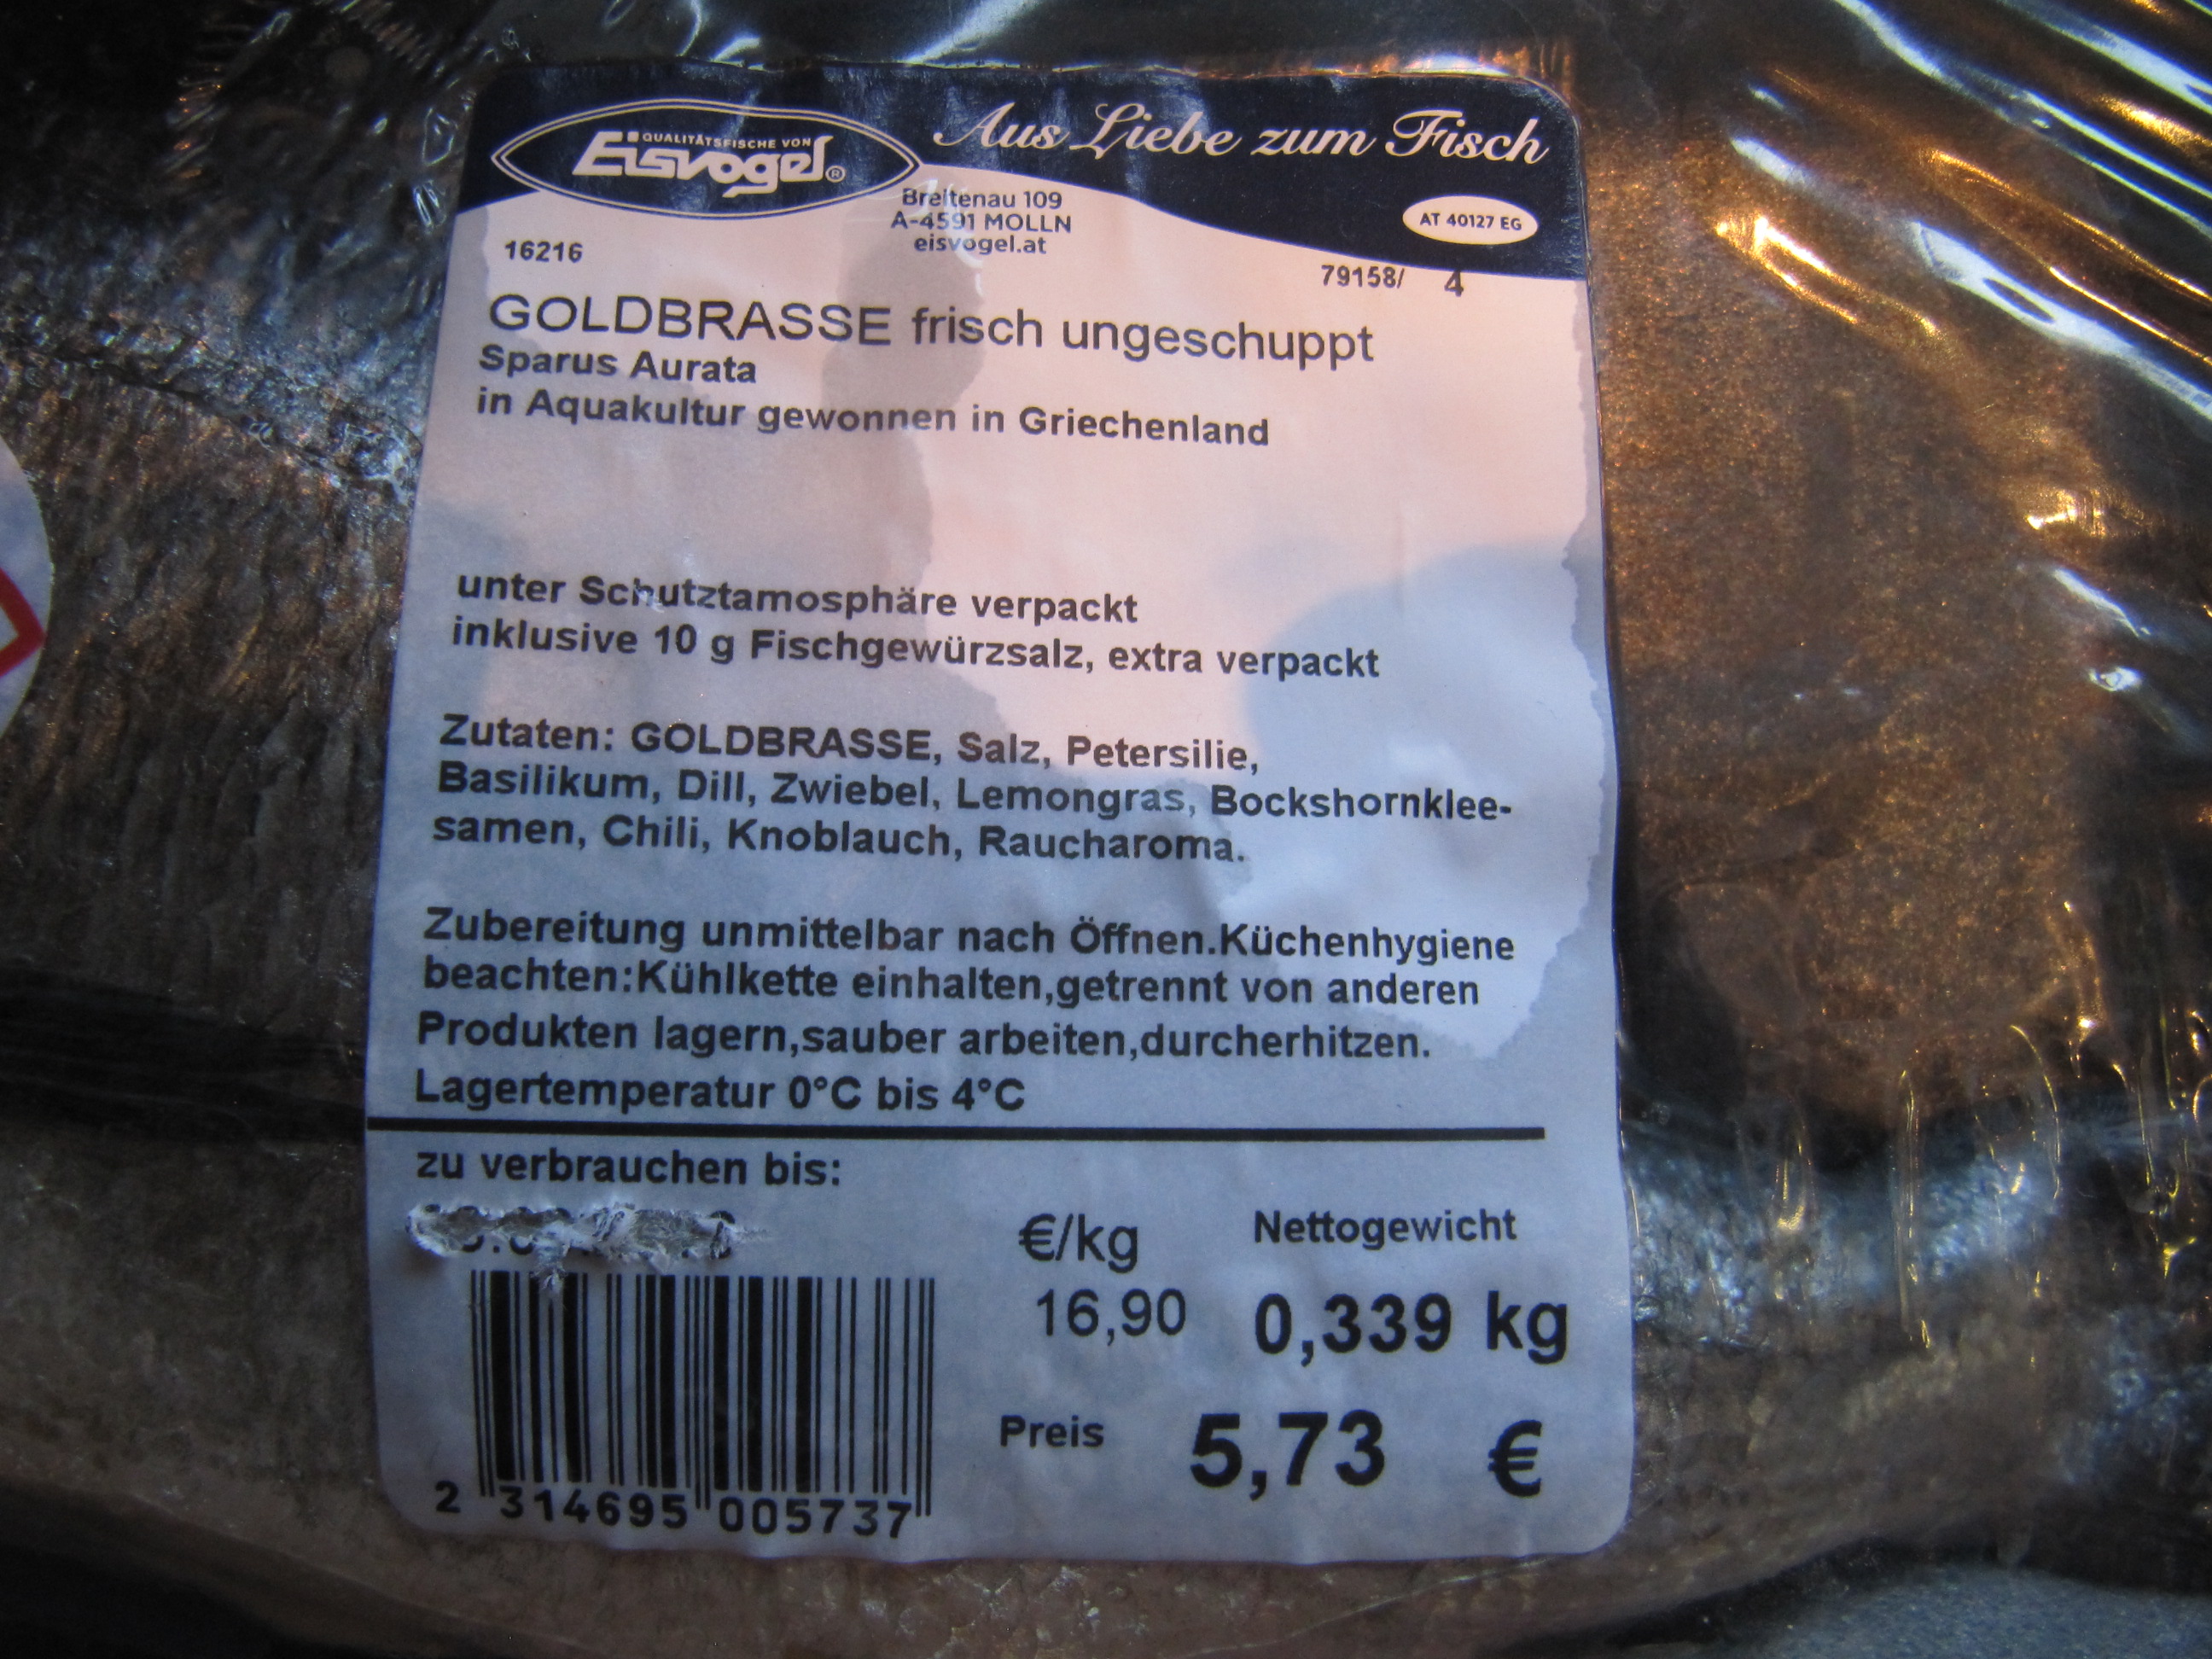 QUALITÄTSFISCHE VON
Eisvogel®
Aus Liebe zum Fisch
Breitenau 109
A-4591 MOLLN
eisvogel.at
AT 40127 EG
16216
79158/ 4
GOLDBRASSE frisch ungeschuppt
Sparus Aurata
in Aquakultur gewonnen in Griechenland
unter Schutztamosphäre verpackt
inklusive 10 g Fischgewürzsalz, extra verpackt
Zutaten: GOLDBRASSE, Salz, Petersilie,
Basilikum, Dill, Zwiebel, Lemongras, Bockshornklee-
samen, Chili, Knoblauch, Raucharoma.
Zubereitung unmittelbar nach Öffnen.Küchenhygiene
beachten:Kühlkette einhalten,getrennt von anderen
Produkten lagern,sauber arbeiten,durcherhitzen.
Lagertemperatur 0°C bis 4°C
zu verbrauchen bis:
€/kg Nettogewicht
16,90 0,339 kg
Preis 5,73 €
2 314695 005737